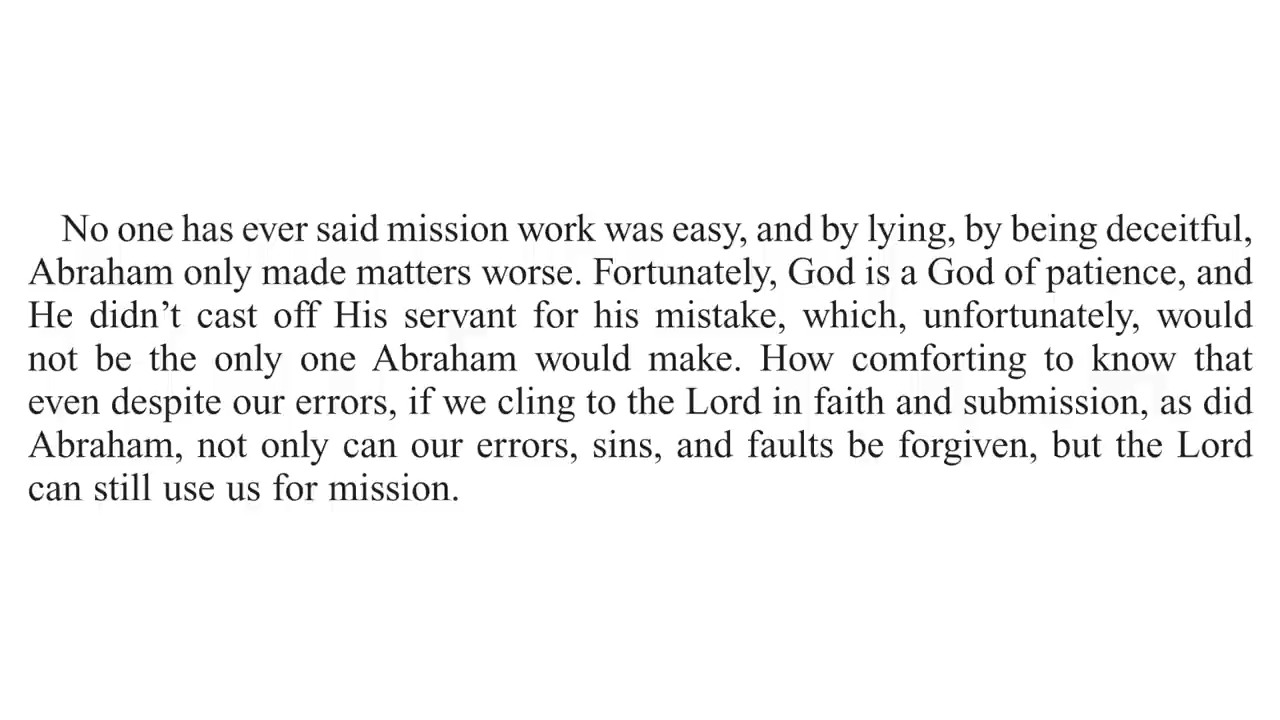 No one has ever said mission work was easy, and by lying, by being deceitful,
Abraham only made matters worse. Fortunately, God is a God of patience, and
He didn’t cast off His servant for his mistake, which, unfortunately, would
not be the only one Abraham would make. How comforting to know that
even despite our errors, if we cling to the Lord in faith and submission, as did
Abraham, not only can our errors, sins, and faults be forgiven, but the Lord
can still use us for mission.